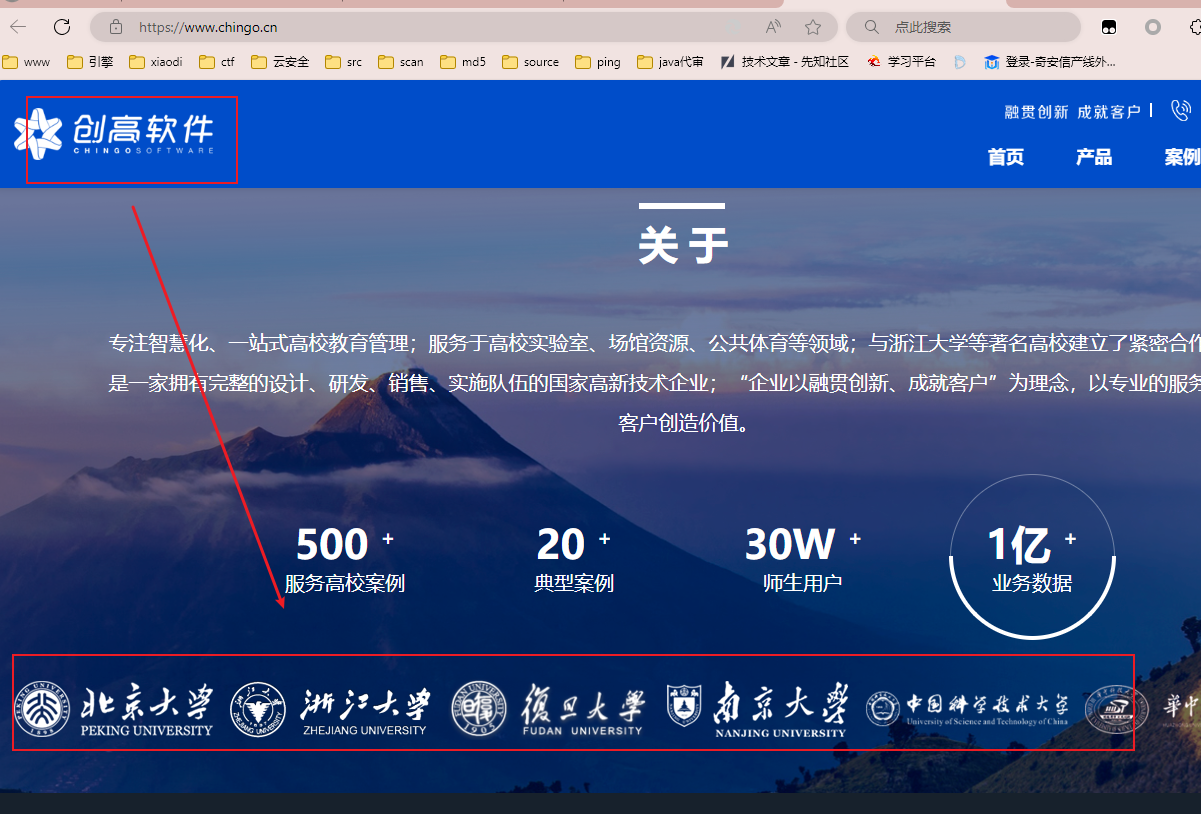 https://www.chingo.cn
点此搜索
www 引擎 xiaodi ctf 云安全 src scan md5 source ping java代审 技术文章 - 先知社区 学习平台 登录-奇安信产线外...
创高软件
CHINGOSOFTWARE
融贯创新 成就客户
首页 产品 案例
关于
专注智慧化、一站式高校教育管理；服务于高校实验室、场馆资源、公共体育等领域；与浙江大学等著名高校建立了紧密合作
是一家拥有完整的设计、研发、销售、实施队伍的国家高新技术企业；“企业以融贯创新、成就客户”为理念，以专业的服务
客户创造价值。
500 + 20 + 30W + 1亿 +
服务高校案例 典型案例 师生用户 业务数据
北京大学 浙江大学 復旦大学 南京大学 中国科学技术大学 华中
PEKING UNIVERSITY ZHEJIANG UNIVERSITY FUDAN UNIVERSITY NANJING UNIVERSITY University of Science and Technology of China